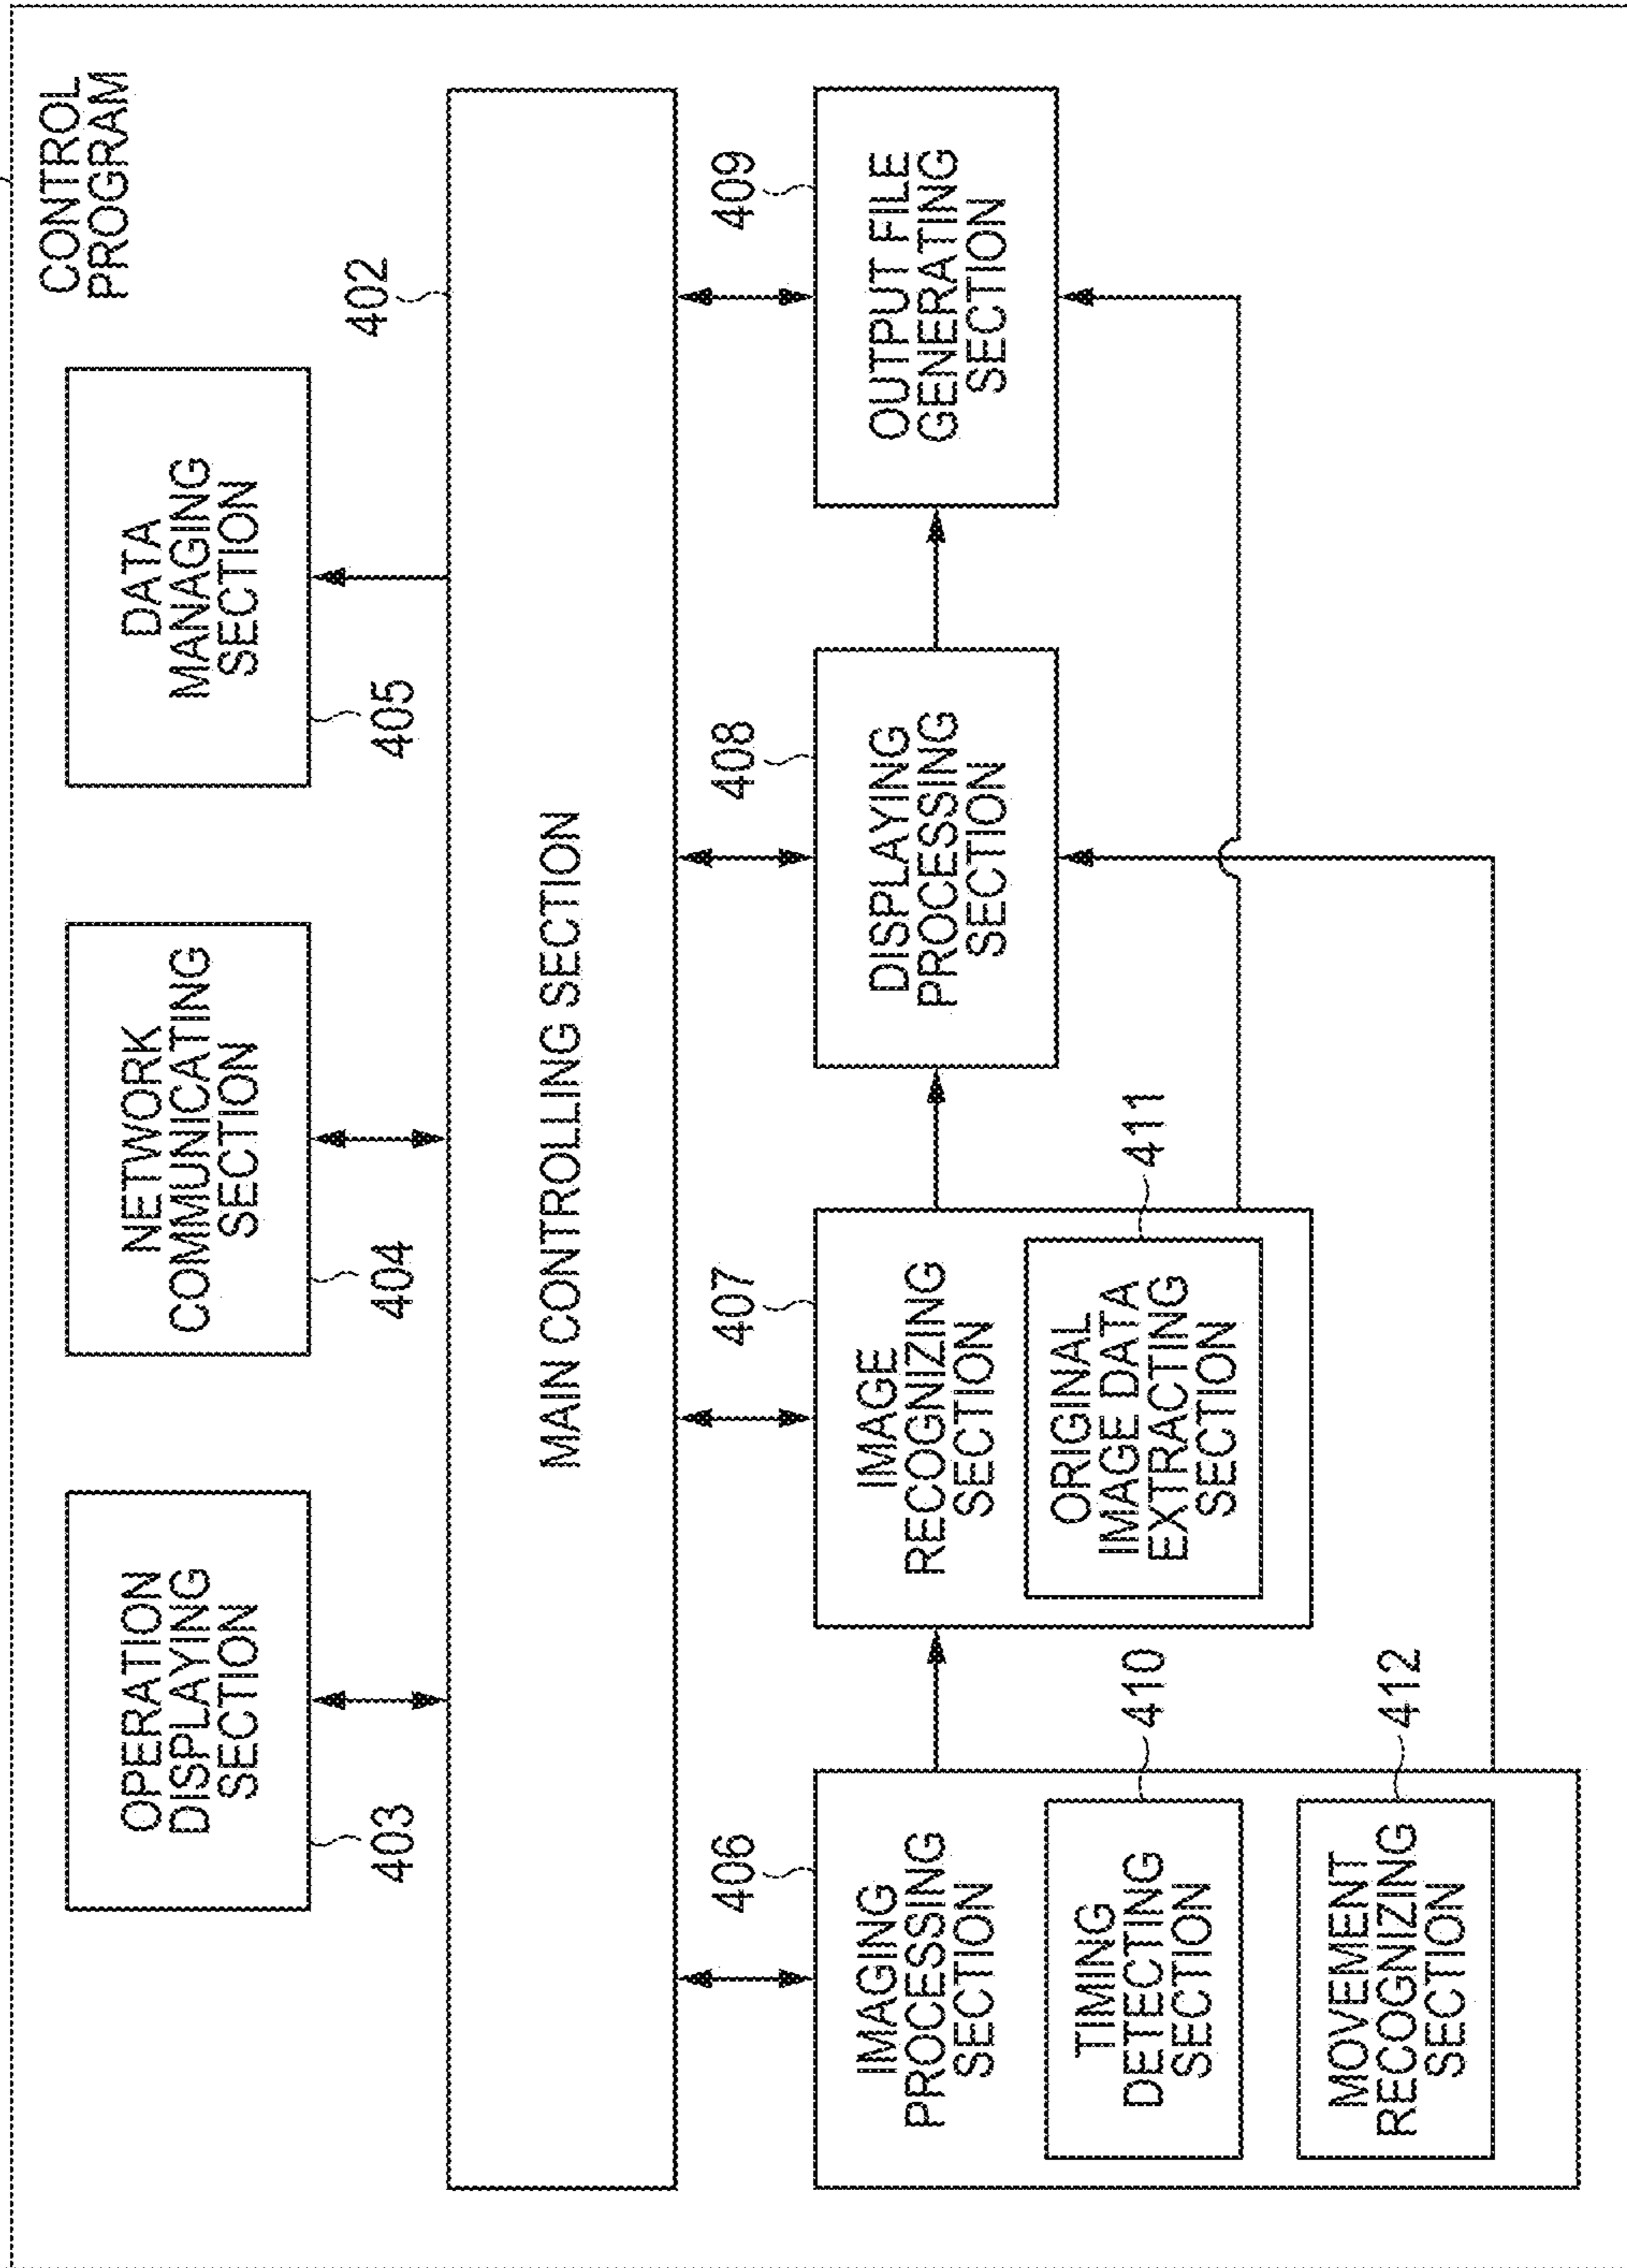 CONTROL
PROGRAM
OPERATION
DISPLAYING
SECTION
403
NETWORK
COMMUNICATING
SECTION
404
DATA
MANAGING
SECTION
405
402
MAIN CONTROLLING SECTION
406
IMAGING
PROCESSING
SECTION
TIMING
DETECTING
SECTION
410
MOVEMENT
RECOGNIZING
SECTION
412
407
IMAGE
RECOGNIZING
SECTION
ORIGINAL
IMAGE DATA
EXTRACTING
SECTION
411
408
DISPLAYING
PROCESSING
SECTION
409
OUTPUT FILE
GENERATING
SECTION